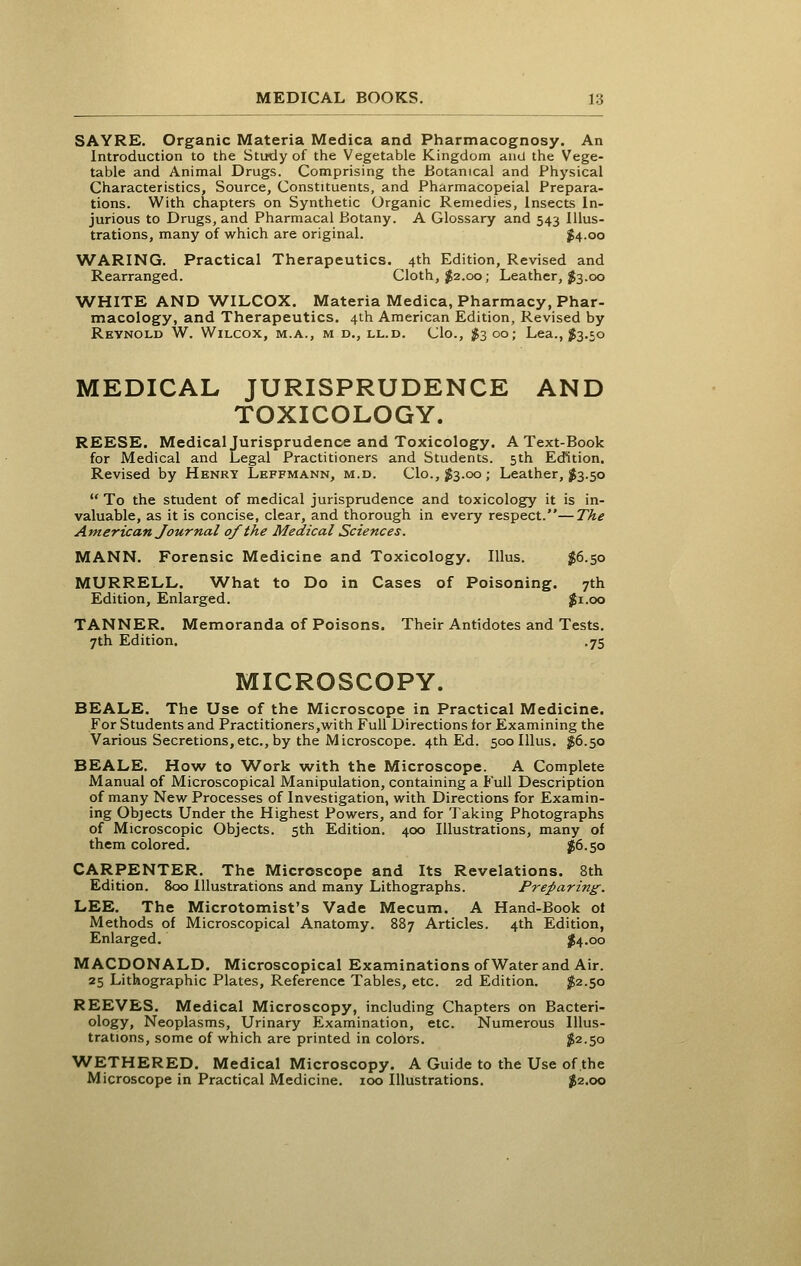 MEDICAL BOOKS. 13
SAYRE. Organic Materia Medica and Pharmacognosy. An
Introduction to the Study of the Vegetable Kingdom and the Vege-
table and Animal Drugs. Comprising the Botanical and Physical
Characteristics, Source, Constituents, and Pharmacopeial Prepara-
tions. With chapters on Synthetic Organic Remedies, Insects In-
jurious to Drugs, and Pharmacal Botany. A Glossary and 543 Illus-
trations, many of which are original. $4.00
WARING. Practical Therapeutics. 4th Edition, Revised and
Rearranged. Cloth, $2.00; Leather, $3.00
WHITE AND WILCOX. Materia Medica, Pharmacy, Phar-
macology, and Therapeutics. 4th American Edition, Revised by
Reynold W. Wilcox, m.a., m d., ll.d. Clo., $3 00; Lea., $3.50
MEDICAL JURISPRUDENCE AND
TOXICOLOGY.
REESE. Medical Jurisprudence and Toxicology. A Text-Book
for Medical and Legal Practitioners and Students. 5th Edition.
Revised by Henry Leffmann, m.d. Clo., $3.00; Leather, $3.50
“To the student of medical jurisprudence and toxicology it is in-
valuable, as it is concise, clear, and thorough in every respect.”—The
American Journal of the Medical Sciences.
MANN. Forensic Medicine and Toxicology. Illus. $6.50
MURRELL. What to Do in Cases of Poisoning. 7th
Edition, Enlarged. $1.00
TANNER. Memoranda of Poisons. Their Antidotes and Tests.
7th Edition. .75
MICROSCOPY.
BEALE. The Use of the Microscope in Practical Medicine.
For Students and Practitioners, with Full Directions for Examining the
Various Secretions, etc., by the Microscope. 4th Ed. 500 Illus. $6.50
BEALE. How to Work with the Microscope. A Complete
Manual of Microscopical Manipulation, containing a Full Description
of many New Processes of Investigation, with Directions for Examin-
ing Objects Under the Highest Powers, and for Taking Photographs
of Microscopic Objects. 5th Edition. 400 Illustrations, many of
them colored. $6.50
CARPENTER. The Microscope and Its Revelations. 8th
Edition. 800 Illustrations and many Lithographs. Preparing.
LEE. The Microtomist’s Vade Mecum. A Hand-Book of
Methods of Microscopical Anatomy. 887 Articles. 4th Edition,
Enlarged. $4.00
MACDONALD. Microscopical Examinations of Water and Air.
25 Lithographic Plates, Reference Tables, etc. 2d Edition. $2.50
REEVES. Medical Microscopy, including Chapters on Bacteri-
ology, Neoplasms, Urinary Examination, etc. Numerous Illus-
trations, some of which are printed in colors. $2.50
WETHERED. Medical Microscopy. A Guide to the Use of the
Microscope in Practical Medicine. 100 Illustrations. $2.00